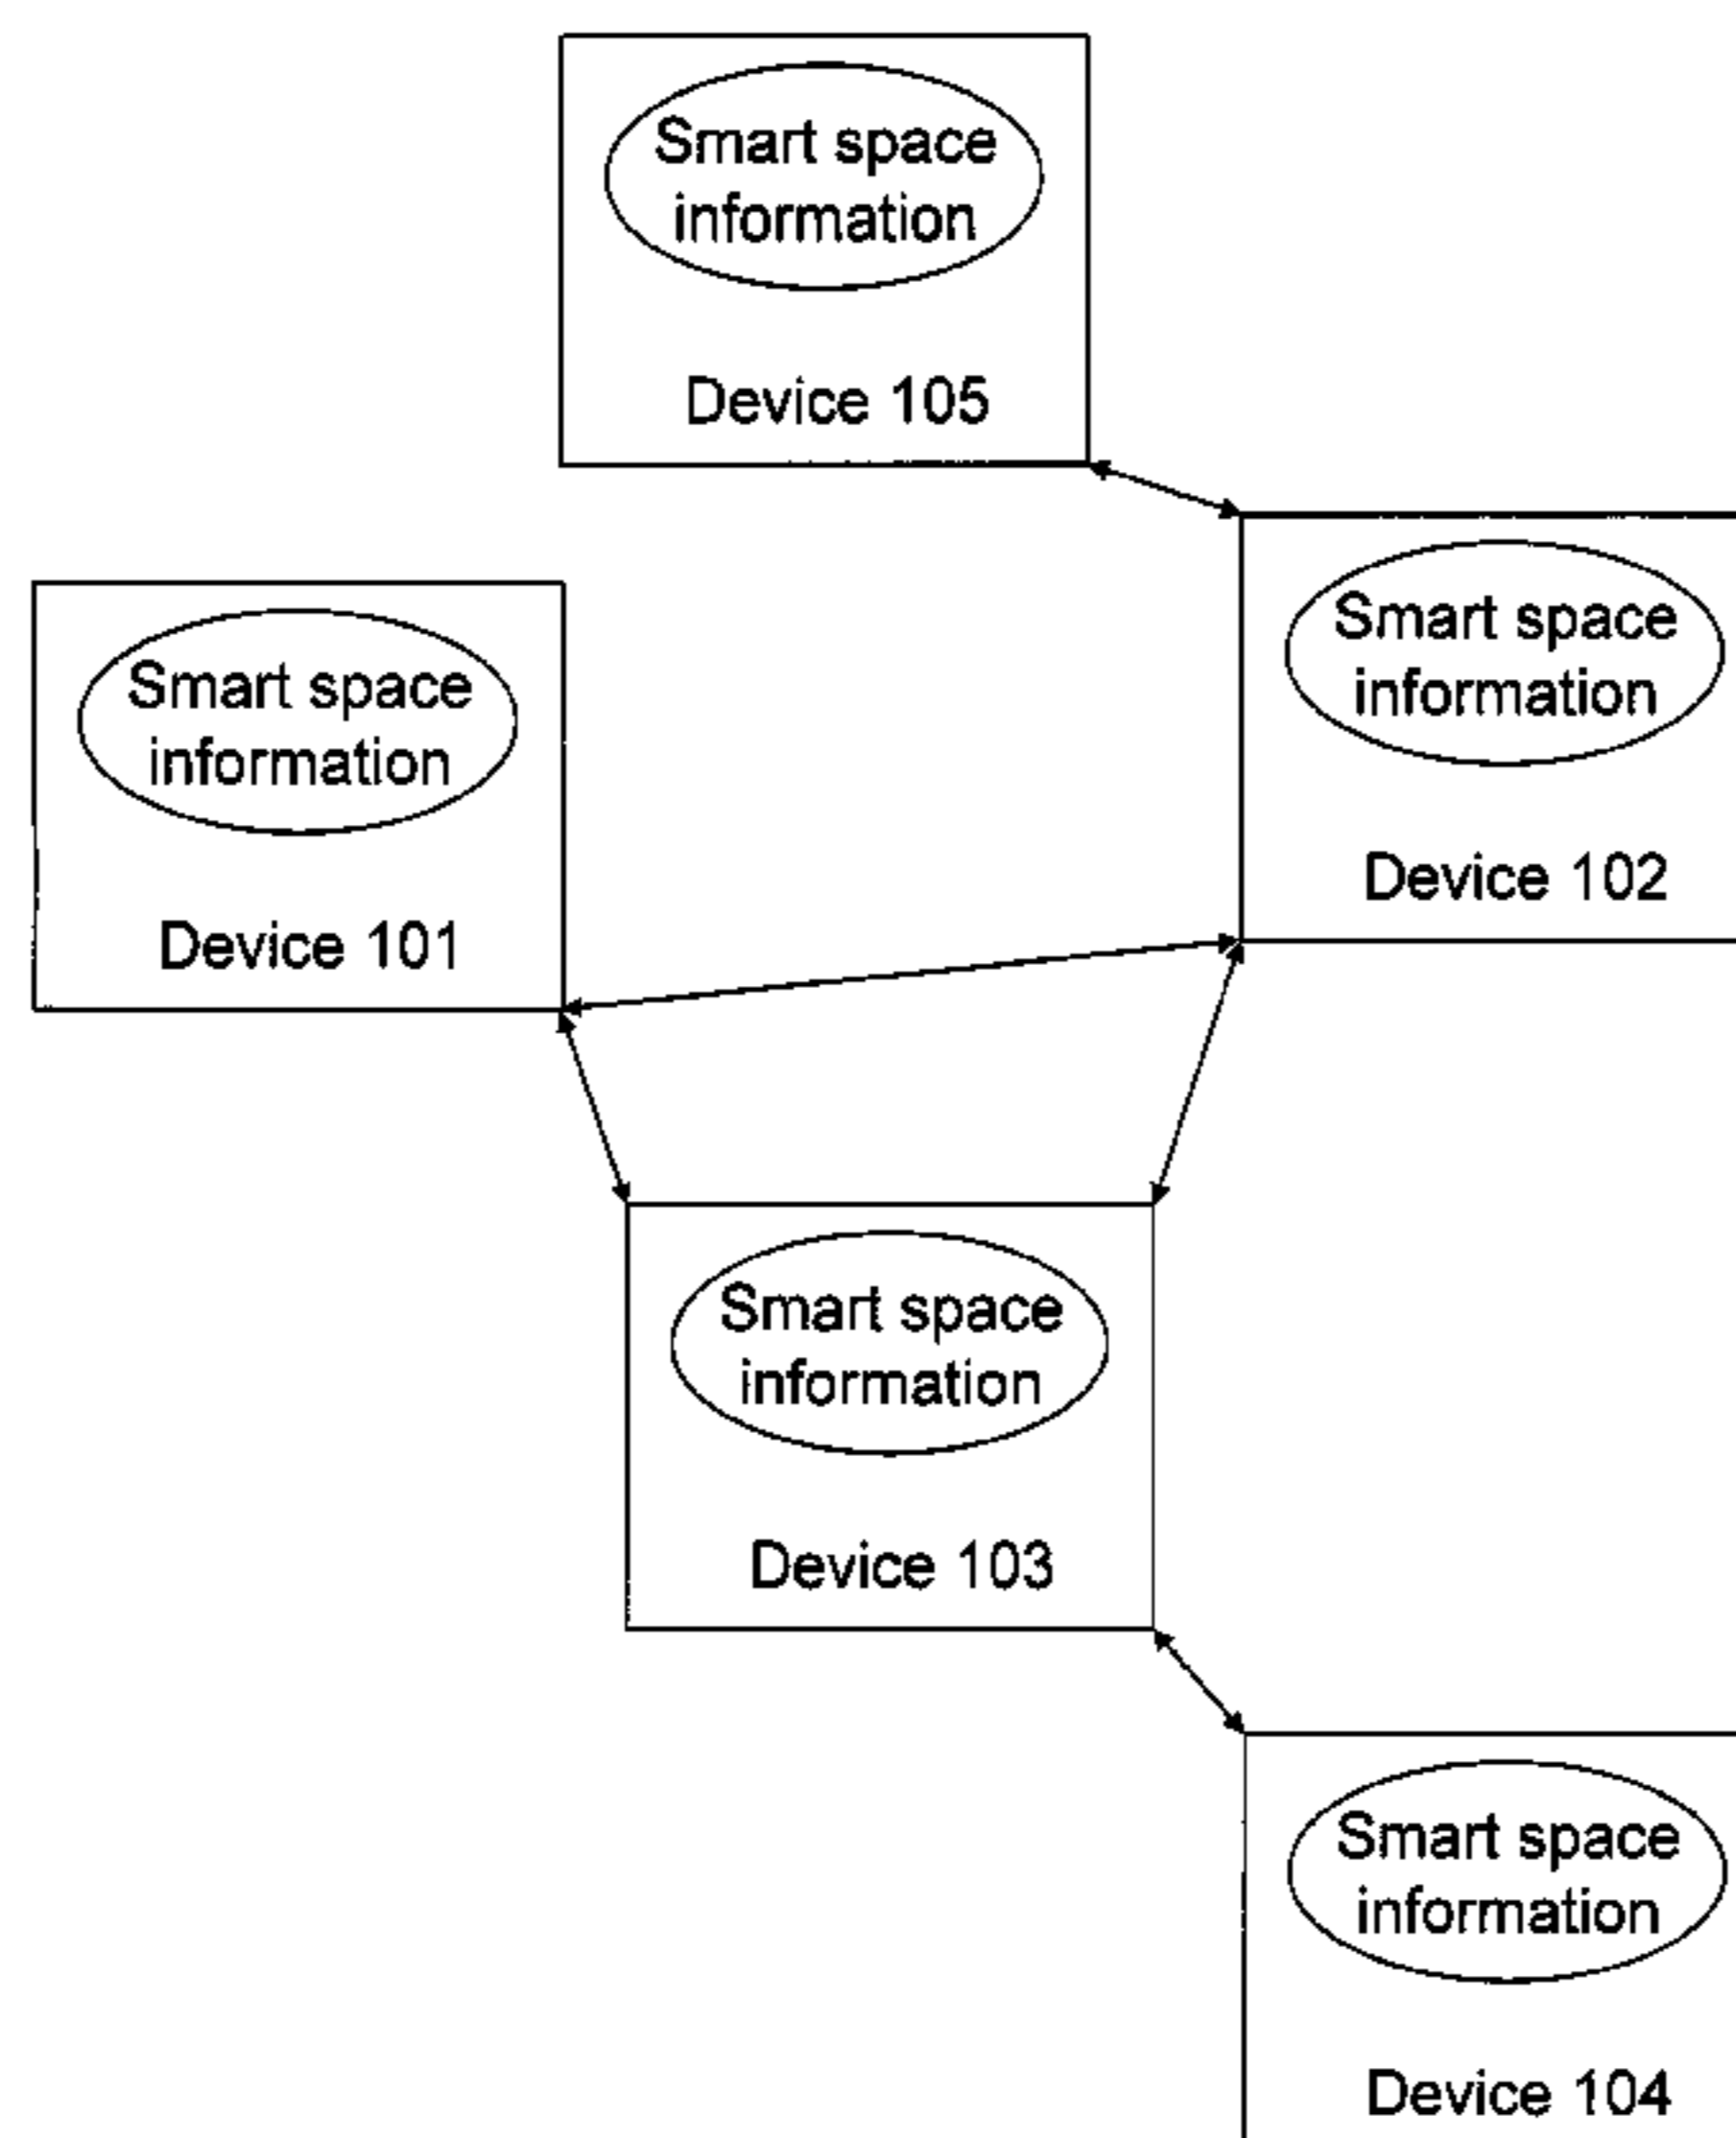 Smart space
information
Device 105
Smart space
information
Device 102
Smart space
information
Device 101
Smart space
information
Device 103
Smart space
information
Device 104